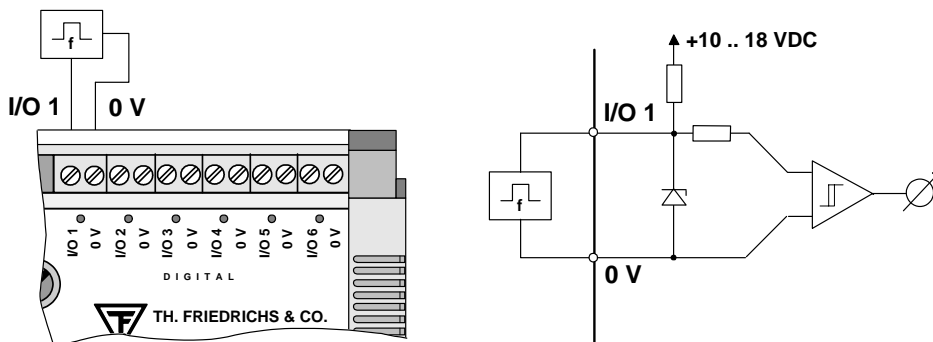 f
I/O 1 0 V
I/O 1
0 V
I/O 2
0 V
I/O 3
0 V
I/O 4
0 V
I/O 5
0 V
I/O 6
0 V
DIGITAL
TF TH. FRIEDRICHS & CO.
+10 .. 18 VDC
I/O 1
f
0 V